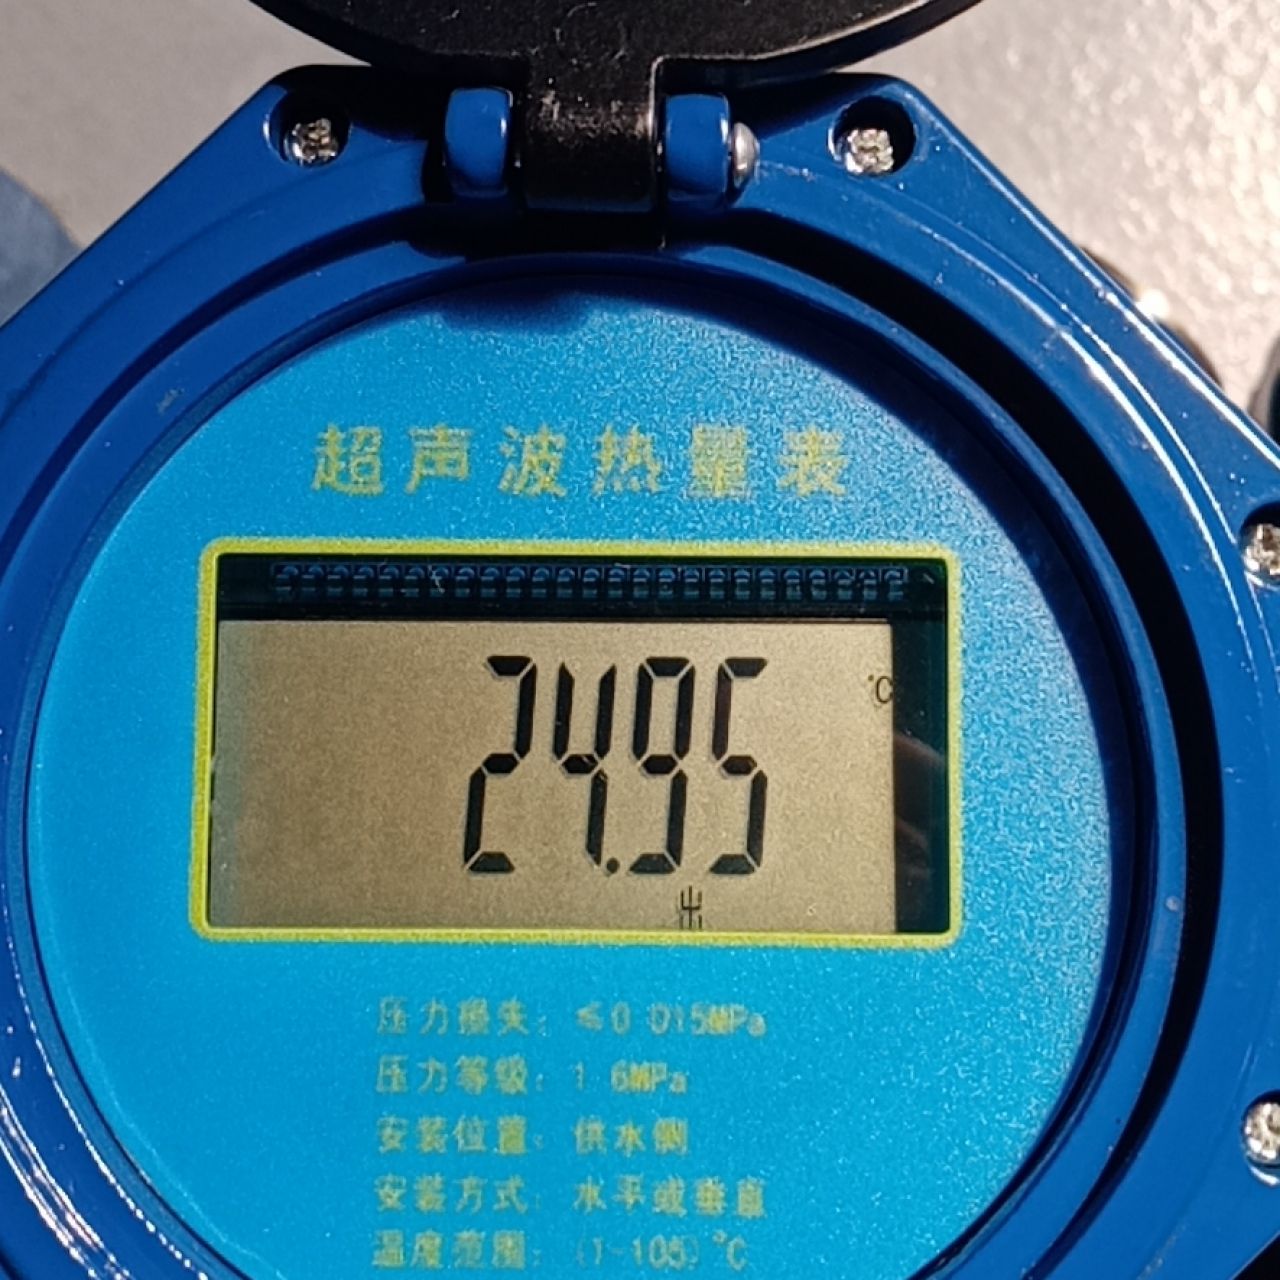 超声波热量表
24.95
℃
出
压力损失：≤0.015MPa
压力等级：1.6MPa
安装位置：供水侧
安装方式：水平或垂直
温度范围：(1-105)℃